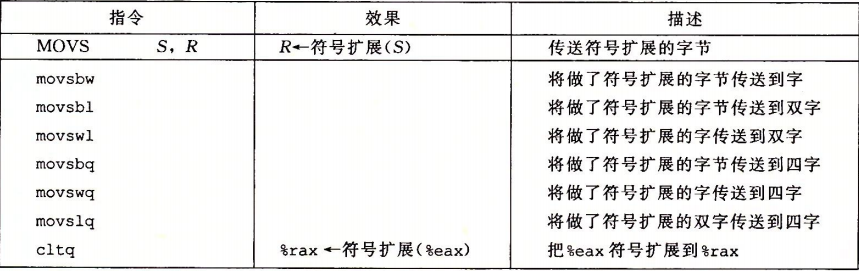 指令 效果 描述
MOVS S, R R←符号扩展(S) 传送符号扩展的字节
movsbw 将做了符号扩展的字节传送到字
movsbl 将做了符号扩展的字节传送到双字
movswl 将做了符号扩展的字传送到双字
movsbq 将做了符号扩展的字节传送到四字
movswq 将做了符号扩展的字传送到四字
movslq 将做了符号扩展的双字传送到四字
cltq %rax←符号扩展(%eax) 把%eax符号扩展到%rax